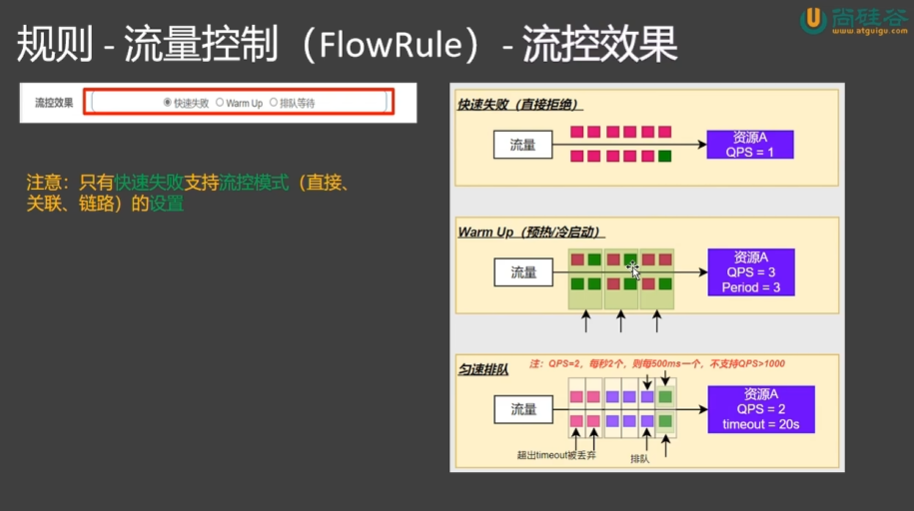 规则 - 流量控制（FlowRule）- 流控效果
尚硅谷
www.atguigu.com
流控效果
快速失败 Warm Up 排队等待
注意：只有快速失败支持流控模式（直接、
关联、链路）的设置
快速失败（直接拒绝）
流量
资源A
QPS = 1
Warm Up（预热/冷启动）
流量
资源A
QPS = 3
Period = 3
匀速排队
注：QPS=2，每秒2个，则每500ms一个，不支持QPS>1000
流量
资源A
QPS = 2
timeout = 20s
超出timeout被丢弃
排队